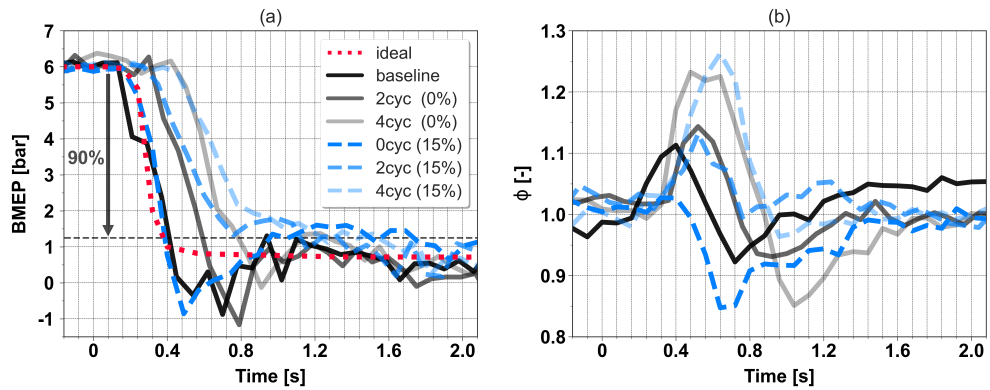 (a)
BMEP [bar]
7
6
5
4
3
2
1
0
-1
90%
ideal
baseline
2cyc (0%)
4cyc (0%)
0cyc (15%)
2cyc (15%)
4cyc (15%)
0 0.4 0.8 1.2 1.6 2.0
Time [s]
(b)
ϕ [-]
1.3
1.2
1.1
1.0
0.9
0.8
0 0.4 0.8 1.2 1.6 2.0
Time [s]